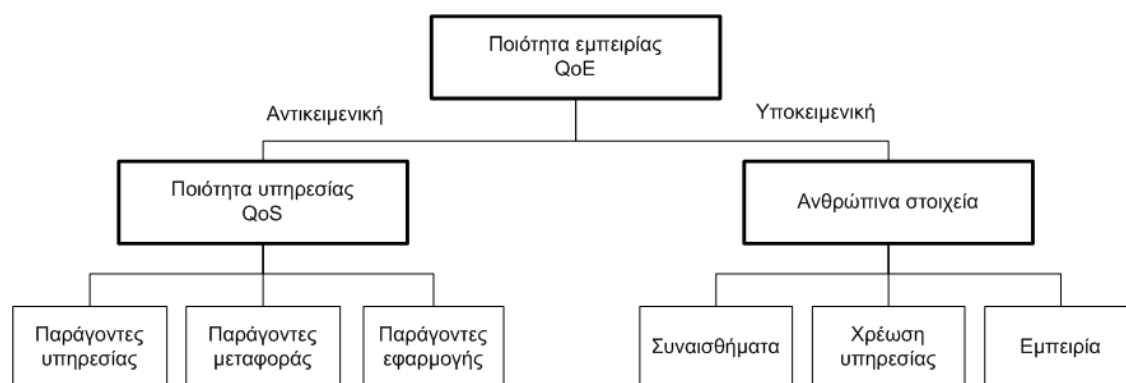 Ποιότητα εμπειρίας
QoE
Αντικειμενική
Υποκειμενική
Ποιότητα υπηρεσίας
QoS
Ανθρώπινα στοιχεία
Παράγοντες
υπηρεσίας
Παράγοντες
μεταφοράς
Παράγοντες
εφαρμογής
Συναισθήματα
Χρέωση
υπηρεσίας
Εμπειρία